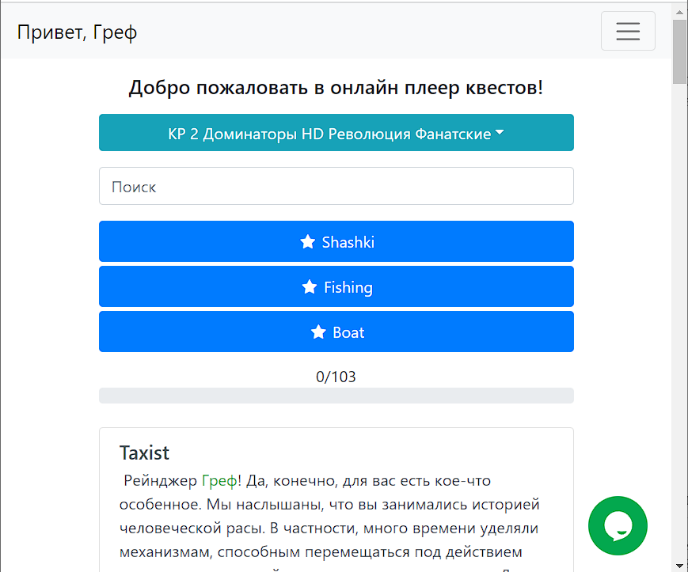 Привет, Греф
Добро пожаловать в онлайн плеер квестов!
КР 2 Доминаторы HD Революция Фанатские
Поиск
Shashki
Fishing
Boat
0/103
Taxist
Рейнджер Греф! Да, конечно, для вас есть кое-что
особенное. Мы наслышаны, что вы занимались историей
человеческой расы. В частности, много времени уделяли
механизмам, способным перемещаться под действием